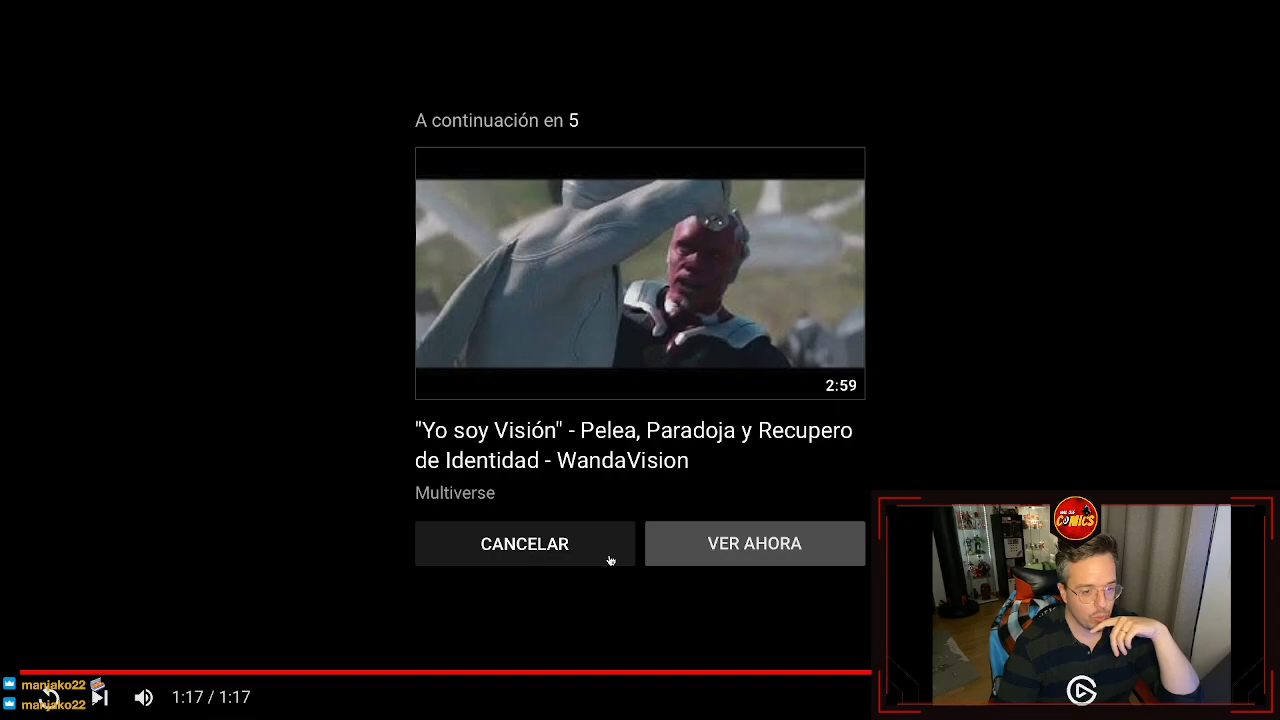 A continuación en 5
2:59
"Yo soy Visión" - Pelea, Paradoja y Recupero
de Identidad - WandaVision
Multiverse
CANCELAR
VER AHORA
COMICS
manjako22
manjako22
1:17 / 1:17